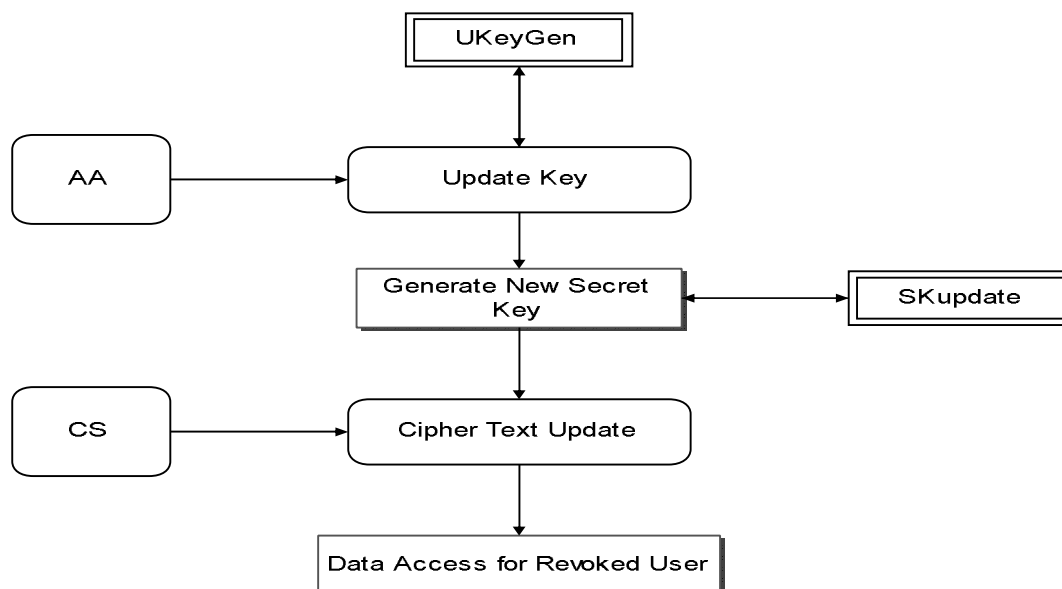 UKeyGen
AA
Update Key
Generate New Secret
Key
SKupdate
CS
Cipher Text Update
Data Access for Revoked User